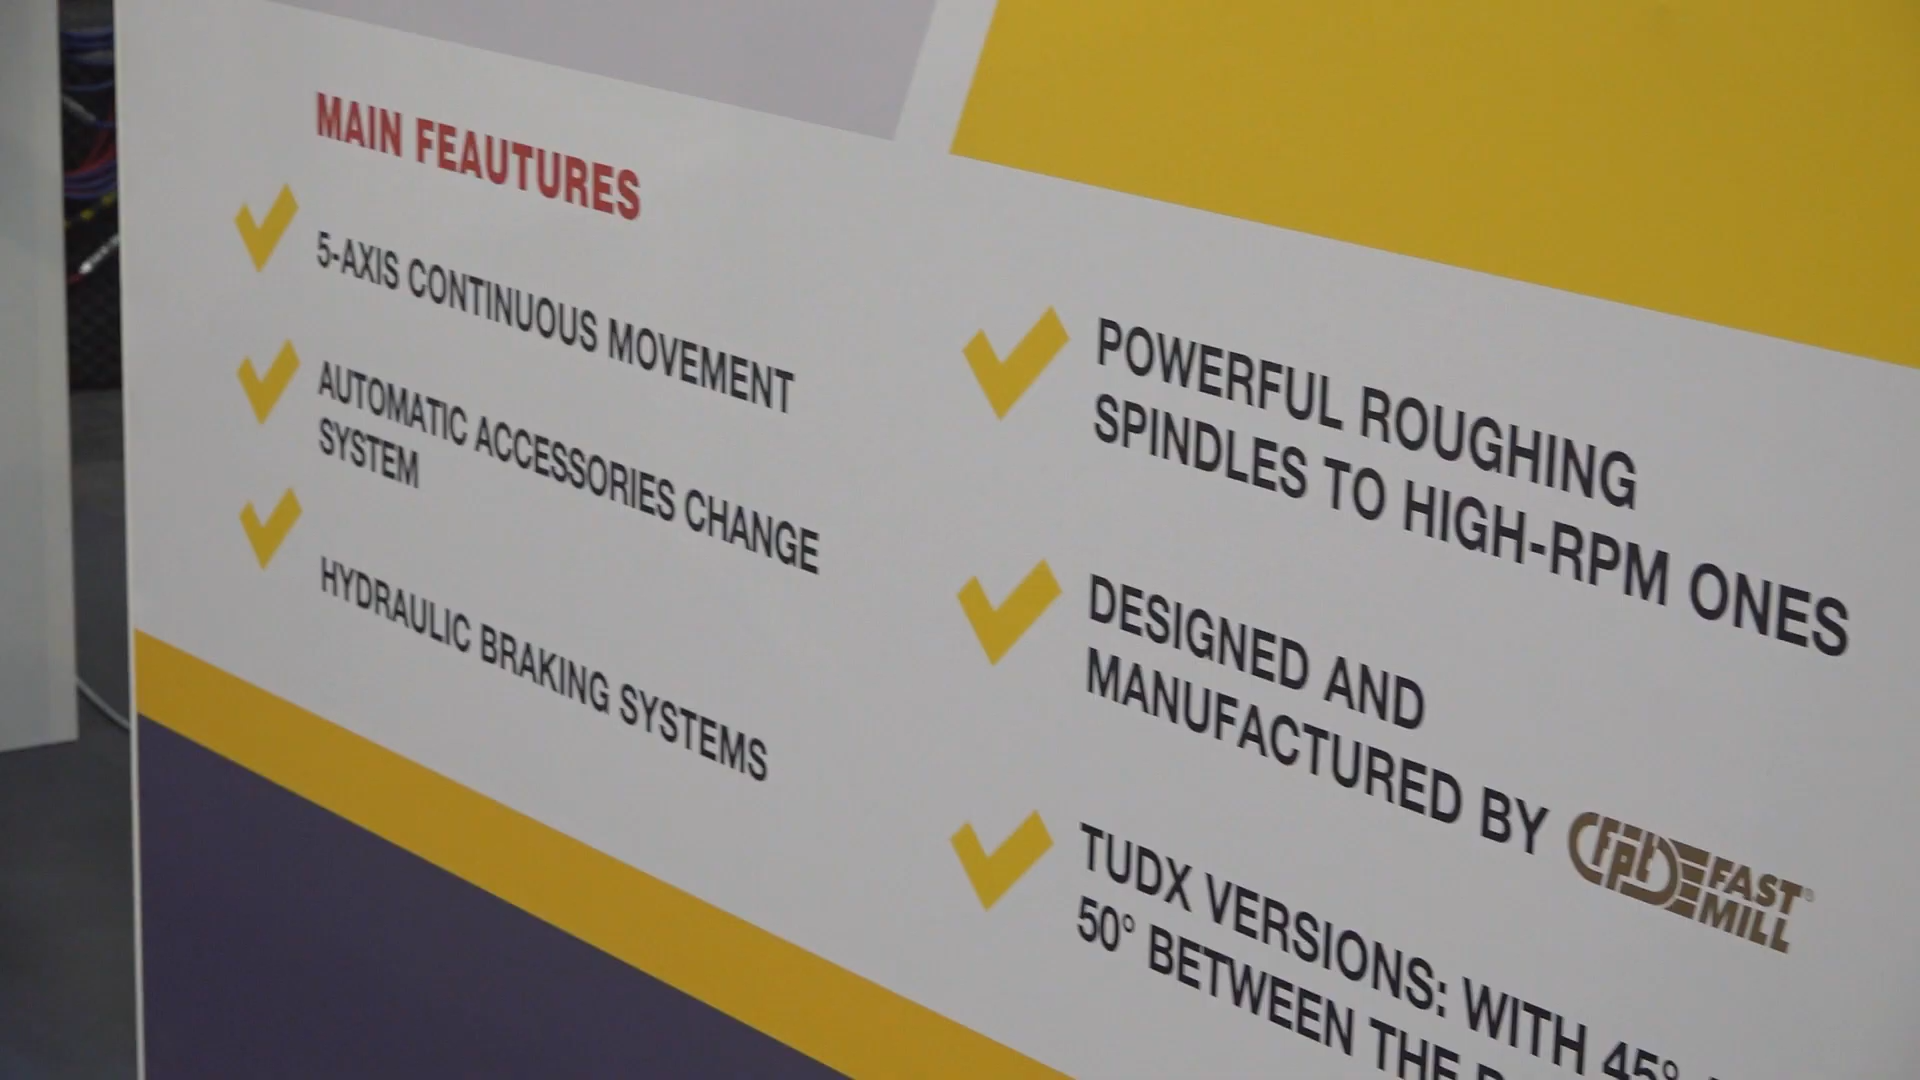 MAIN FEAUTURES
5-AXIS CONTINUOUS MOVEMENT
AUTOMATIC ACCESSORIES CHANGE
SYSTEM
HYDRAULIC BRAKING SYSTEMS
POWERFUL ROUGHING
SPINDLES TO HIGH-RPM ONES
DESIGNED AND
MANUFACTURED BY
FPT FAST
MILL
TUDX VERSIONS: WITH 45°
50° BETWEEN THE